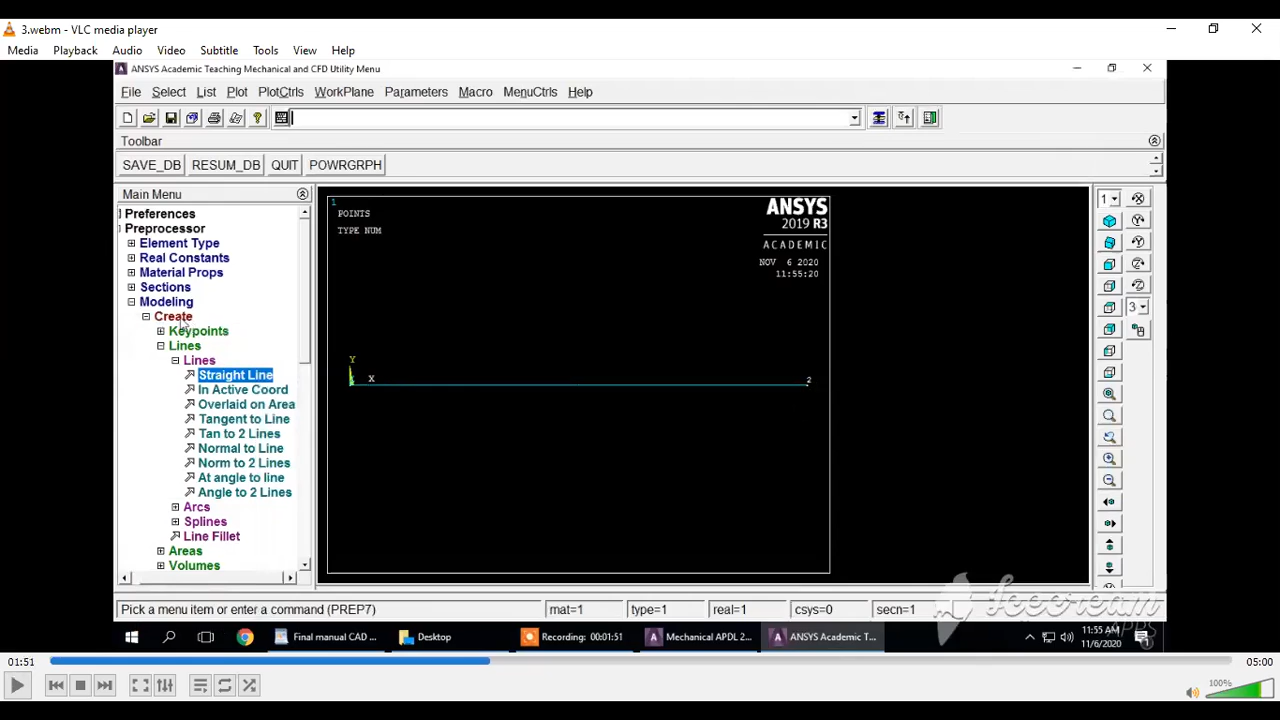 3.webm - VLC media player
Media Playback Audio Video Subtitle Tools View Help
ANSYS Academic Teaching Mechanical and CFD Utility Menu
File Select List Plot PlotCtrls WorkPlane Parameters Macro MenuCtrls Help
Toolbar
SAVE_DB RESUM_DB QUIT POWRGRPH
Main Menu
Preferences
Preprocessor
Element Type
Real Constants
Material Props
Sections
Modeling
Create
Keypoints
Lines
Lines
Straight Line
In Active Coord
Overlaid on Area
Tangent to Line
Tan to 2 Lines
Normal to Line
Norm to 2 Lines
At angle to line
Angle to 2 Lines
Arcs
Splines
Line Fillet
Areas
Volumes
1
POINTS
TYPE NUM
ANSYS
2019 R3
ACADEMIC
NOV 6 2020
11:55:20
Y
X
2
1
3
Pick a menu item or enter a command (PREP7) mat=1 type=1 real=1 csys=0 secn=1
Icecream
APPS
Final manual CAD ... Desktop Recording: 00:01:51 Mechanical APDL 2... ANSYS Academic T...
11:55 AM
11/6/2020
1
01:51 05:00
100%